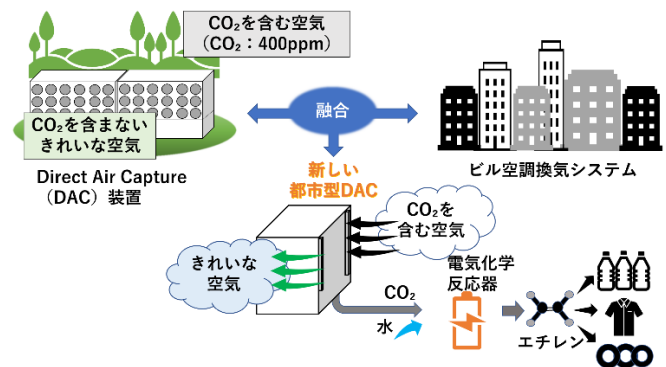 CO₂を含む空気
（CO₂：400ppm）
CO₂を含まない
きれいな空気
Direct Air Capture
（DAC）装置
融合
ビル空調換気システム
新しい
都市型DAC
CO₂を
含む空気
きれいな
空気
CO₂
水
電気化学
反応器
エチレン